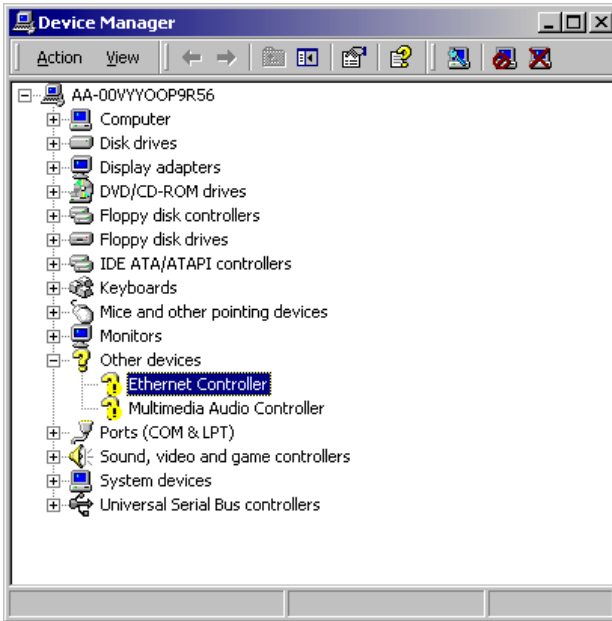 Device Manager
Action View
AA-00VYYOOP9R56
Computer
Disk drives
Display adapters
DVD/CD-ROM drives
Floppy disk controllers
Floppy disk drives
IDE ATA/ATAPI controllers
Keyboards
Mice and other pointing devices
Monitors
Other devices
Ethernet Controller
Multimedia Audio Controller
Ports (COM & LPT)
Sound, video and game controllers
System devices
Universal Serial Bus controllers